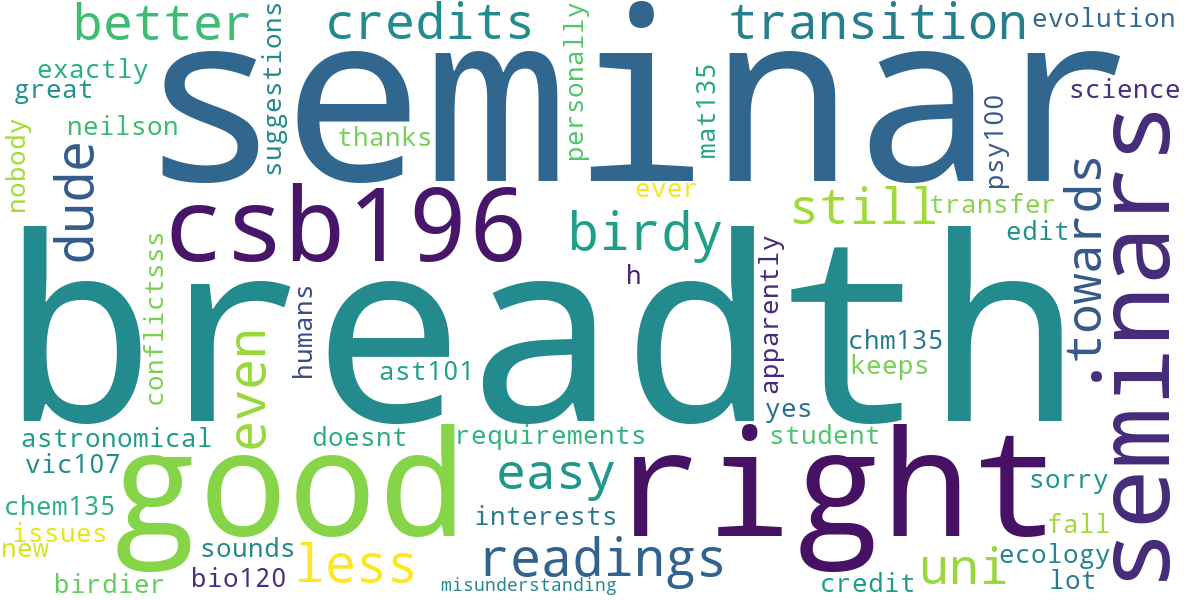 better
credits
transition
evolution
seminar
suggestions
personally
exactly
great
mat135
science
neilson
thanks
psy100
nobody
dude
seminars
csb196
ever
still
transfer
birdy
edit
towards
breadth
conflictsss
h
apparently
humans
even
chm135
ast101
keeps
yes
astronomical
doesnt
requirements
student
vic107
good
right
easy
sorry
chem135
interests
fall
issues
new
sounds
less
readings
uni
ecology
birdier
bio120
misunderstanding
credit
lot